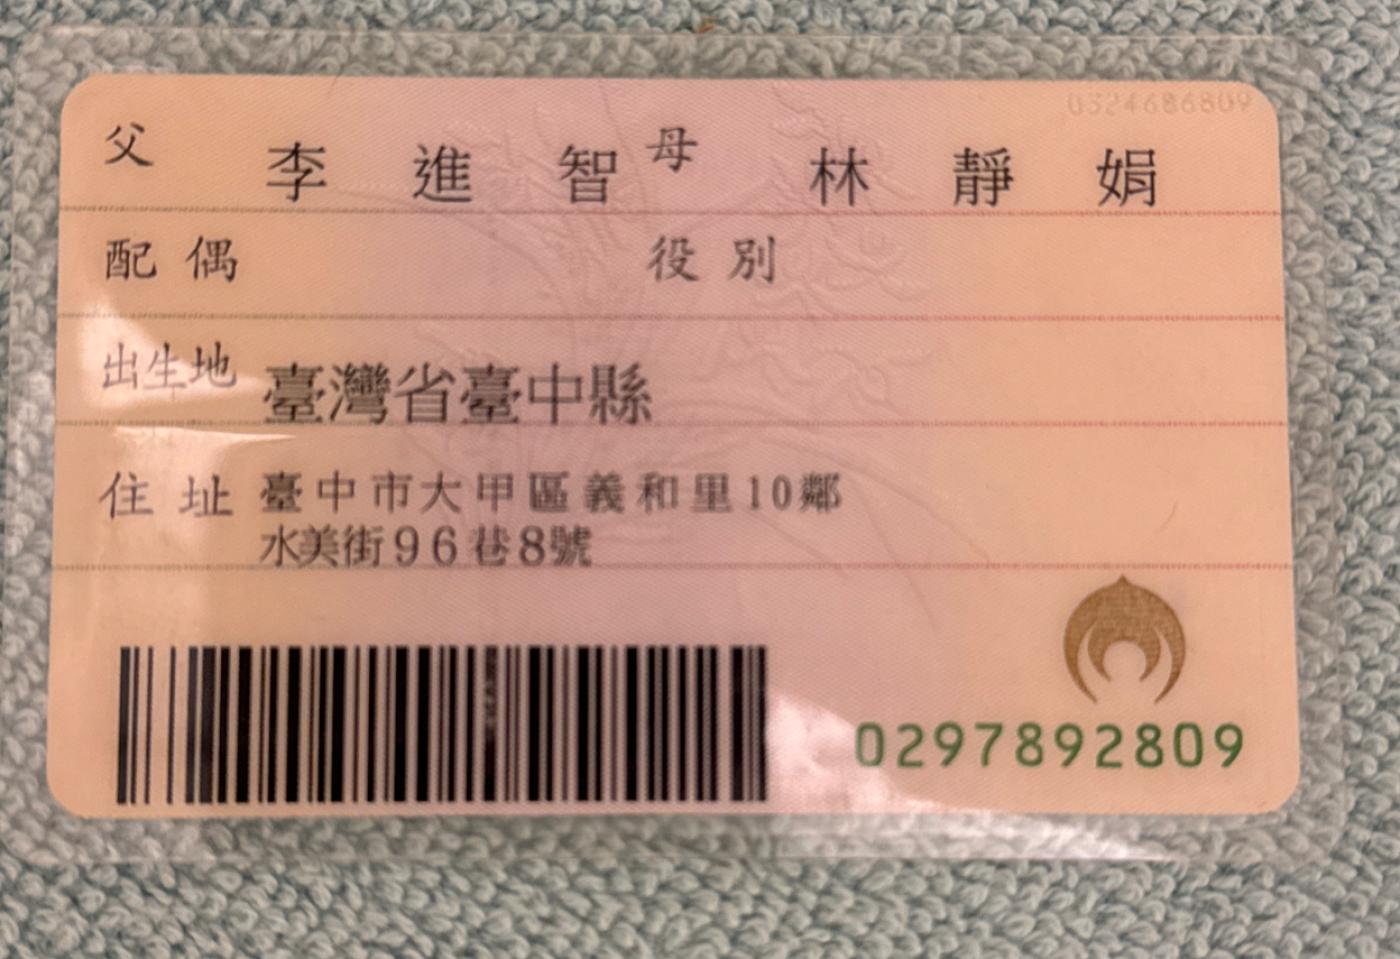 0324686809
父 李進智 母 林靜娟
配偶 役別
出生地 臺灣省臺中縣
住址 臺中市大甲區義和里10鄰
水美街96巷8號
0297892809